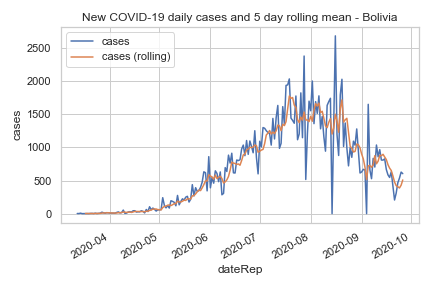 New COVID-19 daily cases and 5 day rolling mean - Bolivia
cases
cases (rolling)
2500
2000
1500
1000
500
0
cases
2020-04
2020-05
2020-06
2020-07
2020-08
2020-09
2020-10
dateRep